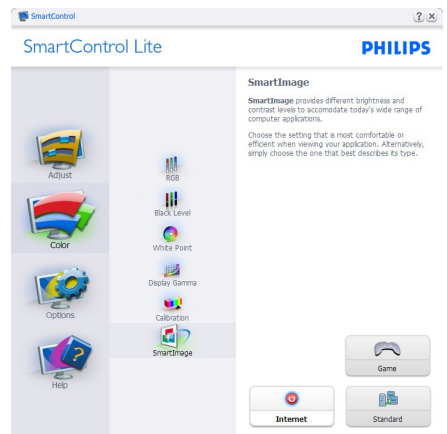 SmartControl
SmartControl Lite
PHILIPS
Adjust
Color
Options
Help
RGB
Black Level
White Point
Display Gamma
Calibration
SmartImage
SmartImage
SmartImage provides different brightness and
contrast levels to accomodate today's wide range of
computer applications.
Choose the setting that is most comfortable or
efficient when viewing your application. Alternatively,
simply choose the one that best describes its type.
Game
Internet
Standard